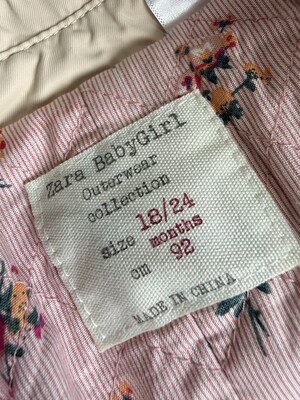 Zara BabyGirl
Outerwear
collection
size 18/24
months
cm 92
MADE IN CHINA